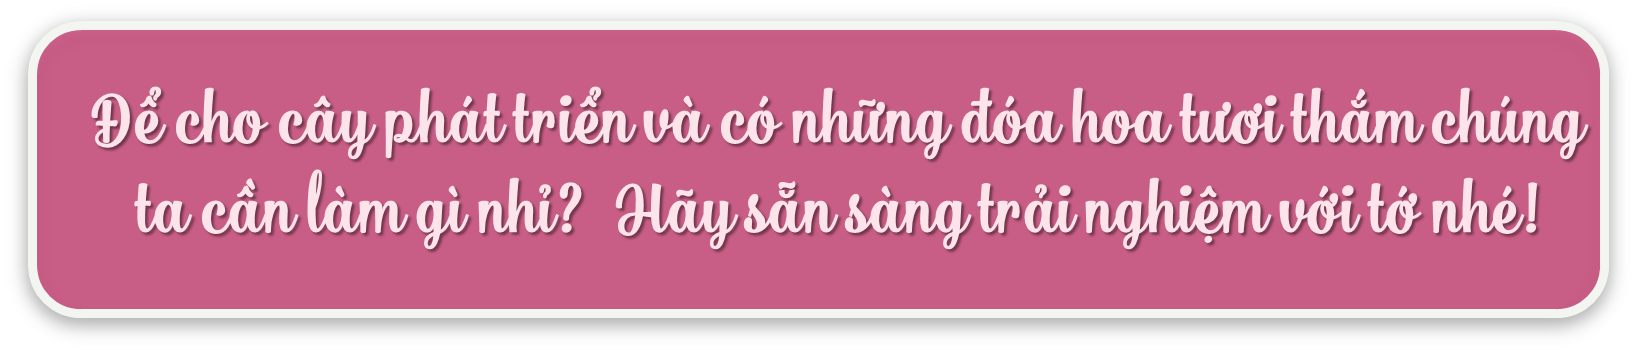 Để cho cây phát triển và có những đóa hoa tươi thắm chúng
ta cần làm gì nhỉ? Hãy sẵn sàng trải nghiệm với tớ nhé!